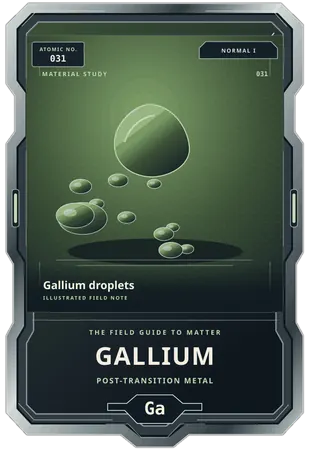 ATOMIC NO.
031
NORMAL I
MATERIAL STUDY
031
Gallium droplets
ILLUSTRATED FIELD NOTE
THE FIELD GUIDE TO MATTER
GALLIUM
POST-TRANSITION METAL
Ga